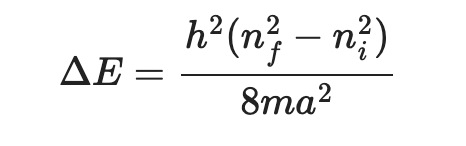 ΔE = h²(n_f² − n_i²) / 8ma²